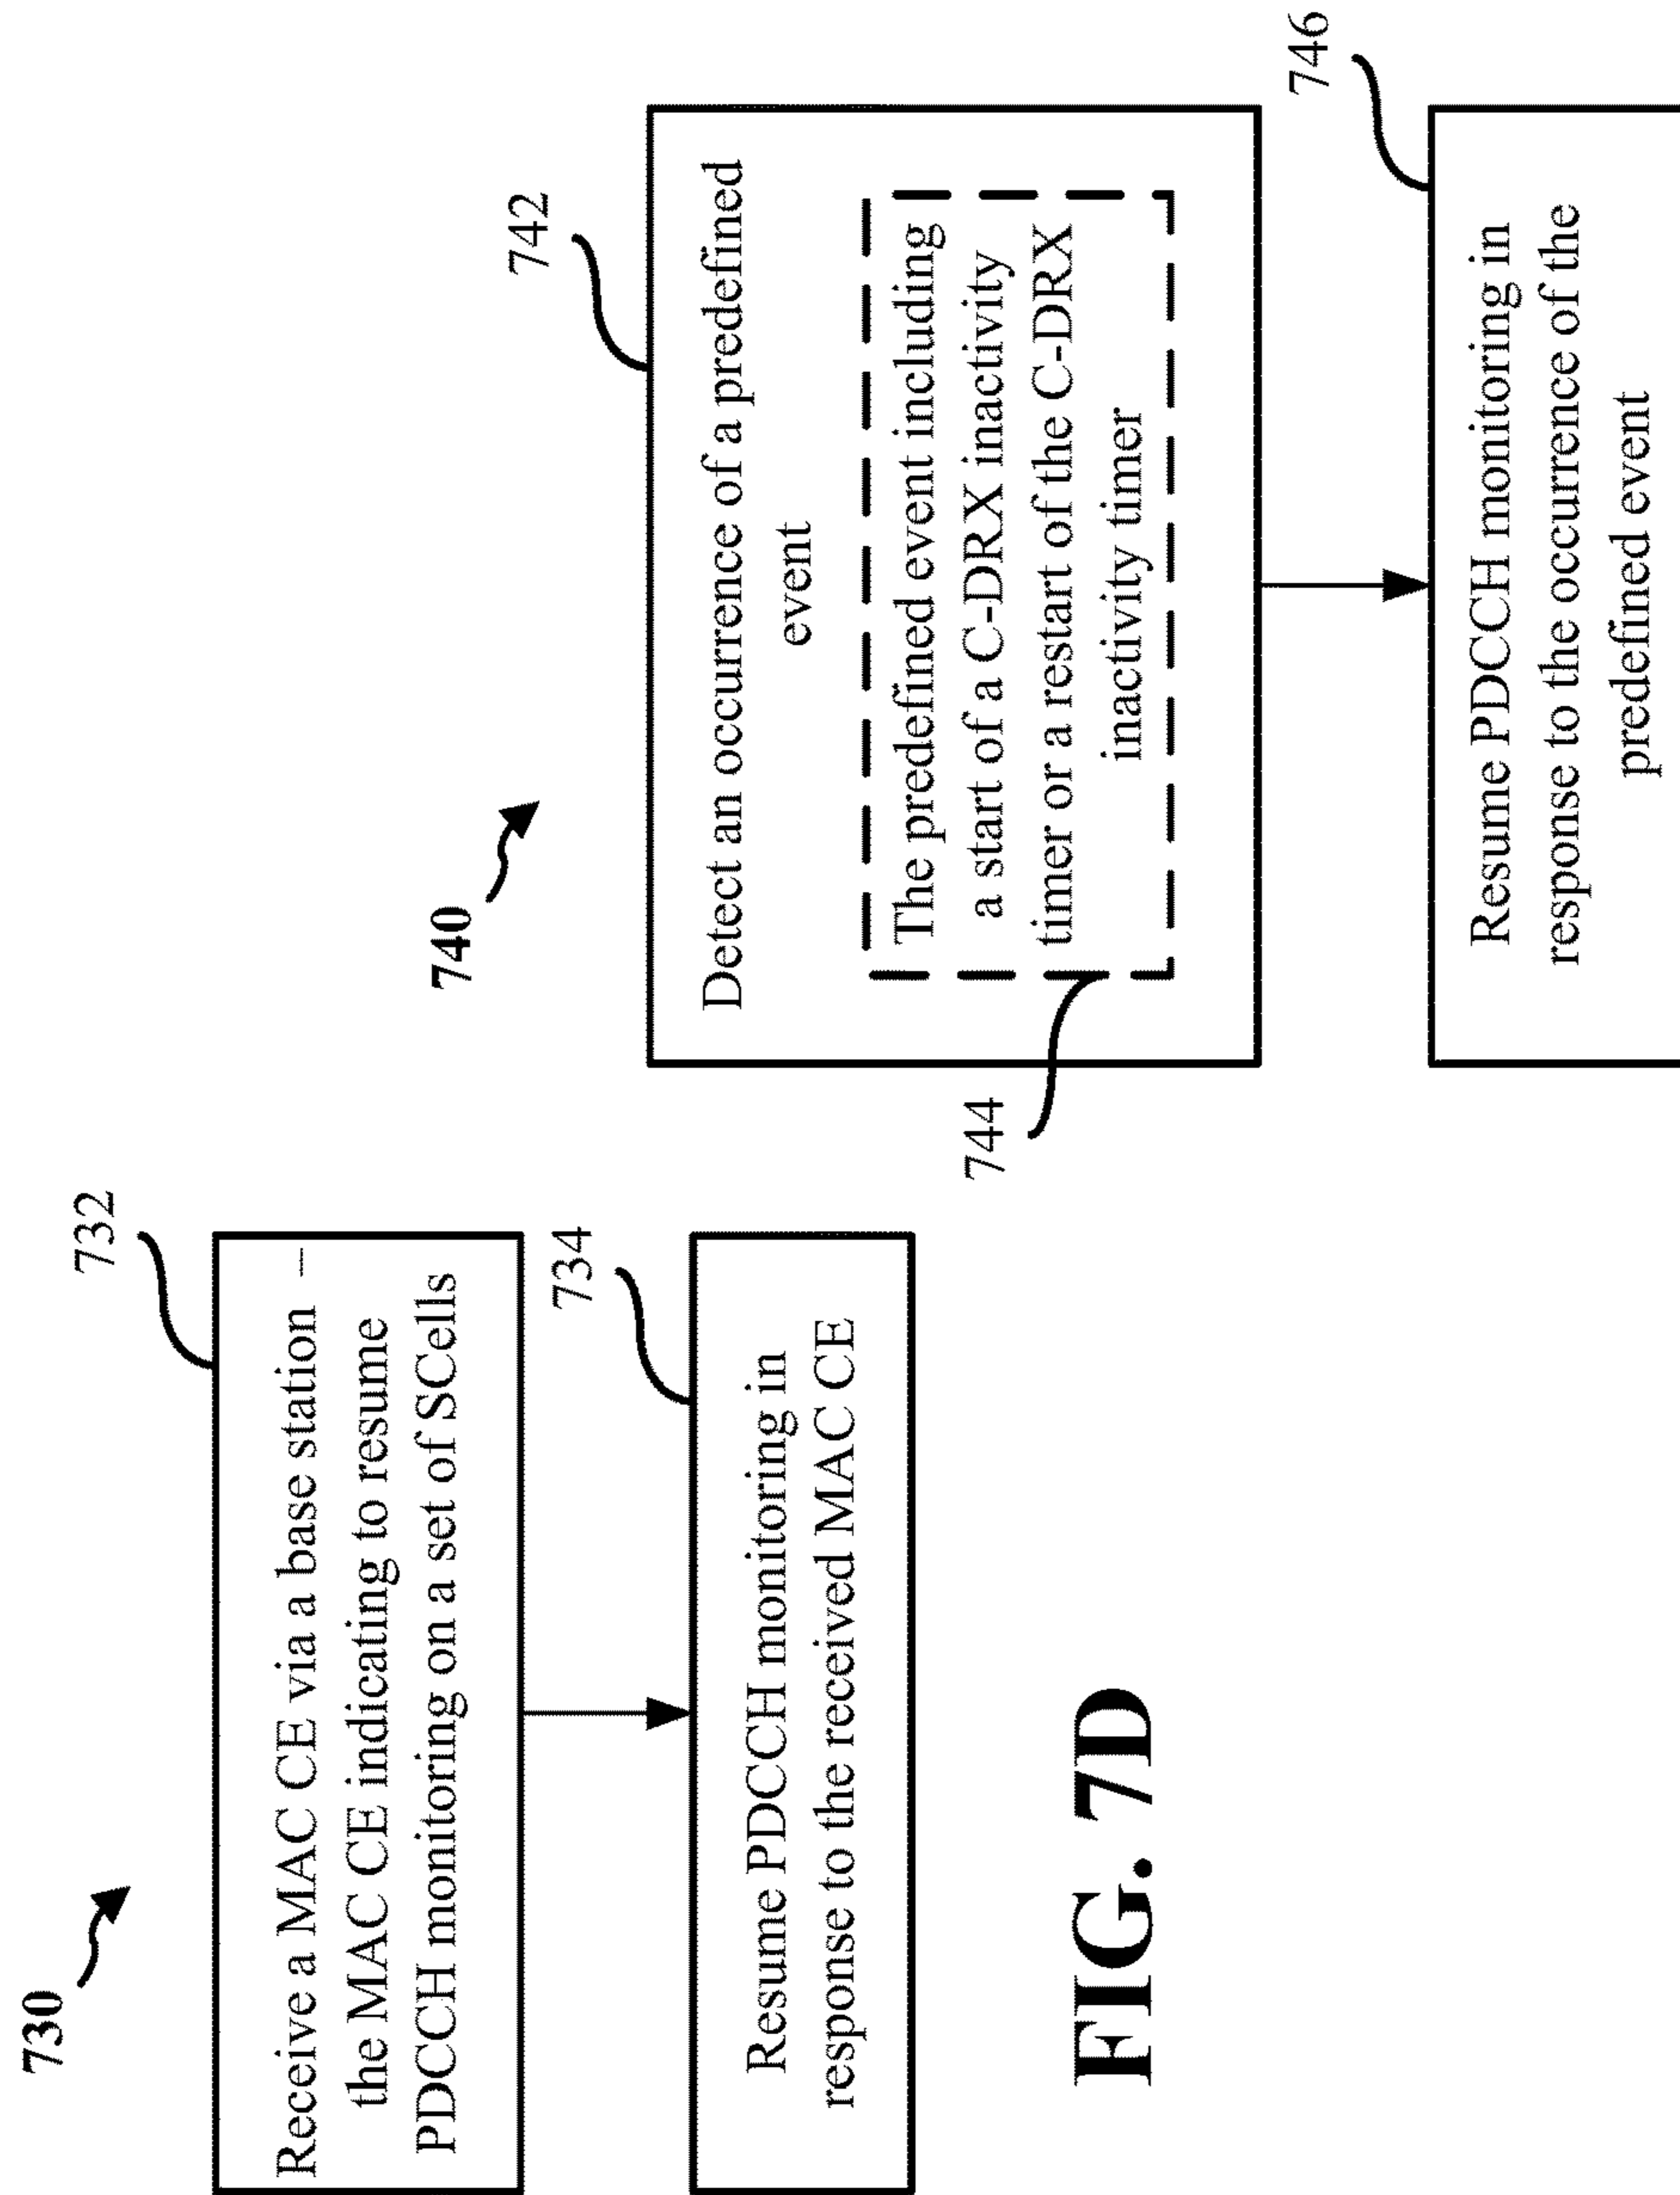 730
732
Receive a MAC CE via a base station –
the MAC CE indicating to resume
PDCCH monitoring on a set of SCells
734
Resume PDCCH monitoring in
response to the received MAC CE
FIG. 7D
740
742
Detect an occurrence of a predefined
event
744
The predefined event including
a start of a C-DRX inactivity
timer or a restart of the C-DRX
inactivity timer
746
Resume PDCCH monitoring in
response to the occurrence of the
predefined event